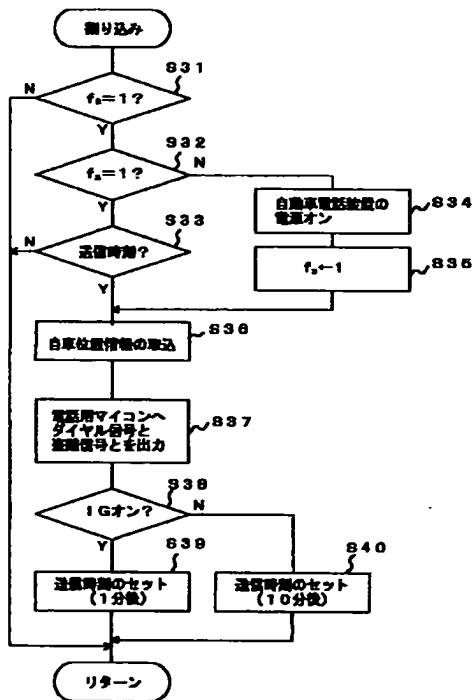 割り込み
S31
N
fₐ=1?
Y
S32
N
fₐ=1?
Y
S34
自動車電話装置の
電源オン
S33
N
送信時刻?
Y
S35
←1
S36
自車位置情報の取込
S37
電話用マイコンへ
ダイヤル信号と
盗難信号とを出力
S38
N
IGオン?
Y
S39
送信時刻のセット
(1分後)
S40
送信時刻のセット
(10分後)
リターン